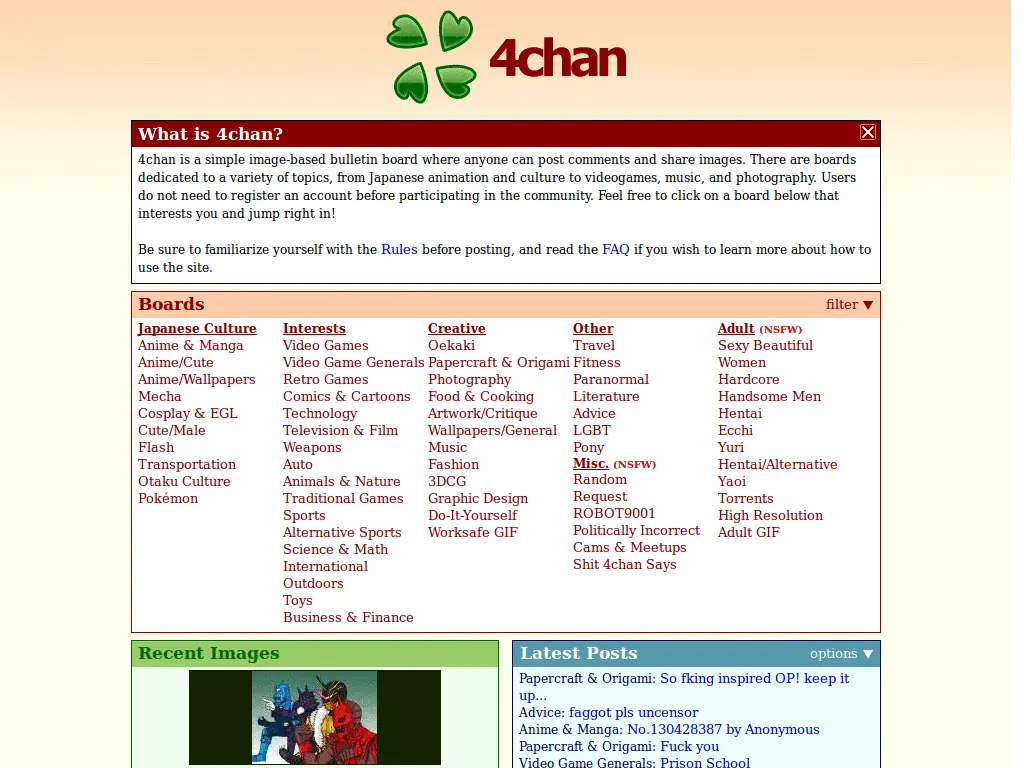 4chan
What is 4chan?
4chan is a simple image-based bulletin board where anyone can post comments and share images. There are boards
dedicated to a variety of topics, from Japanese animation and culture to videogames, music, and photography. Users
do not need to register an account before participating in the community. Feel free to click on a board below that
interests you and jump right in!
Be sure to familiarize yourself with the Rules before posting, and read the FAQ if you wish to learn more about how to
use the site.
Boards
filter ▼
Japanese Culture
Anime & Manga
Anime/Cute
Anime/Wallpapers
Mecha
Cosplay & EGL
Cute/Male
Flash
Transportation
Otaku Culture
Pokémon
Interests
Video Games
Video Game Generals
Retro Games
Comics & Cartoons
Technology
Television & Film
Weapons
Auto
Animals & Nature
Traditional Games
Sports
Alternative Sports
Science & Math
International
Outdoors
Toys
Business & Finance
Creative
Oekaki
Papercraft & Origami
Photography
Food & Cooking
Artwork/Critique
Wallpapers/General
Music
Fashion
3DCG
Graphic Design
Do-It-Yourself
Worksafe GIF
Other
Travel
Fitness
Paranormal
Literature
Advice
LGBT
Pony
Misc. (NSFW)
Random
Request
ROBOT9001
Politically Incorrect
Cams & Meetups
Shit 4chan Says
Adult (NSFW)
Sexy Beautiful
Women
Hardcore
Handsome Men
Hentai
Ecchi
Yuri
Hentai/Alternative
Yaoi
Torrents
High Resolution
Adult GIF
Recent Images
Latest Posts
options ▼
Papercraft & Origami: So fking inspired OP! keep it
up...
Advice: faggot pls uncensor
Anime & Manga: No.130428387 by Anonymous
Papercraft & Origami: Fuck you
Video Game Generals: Prison School